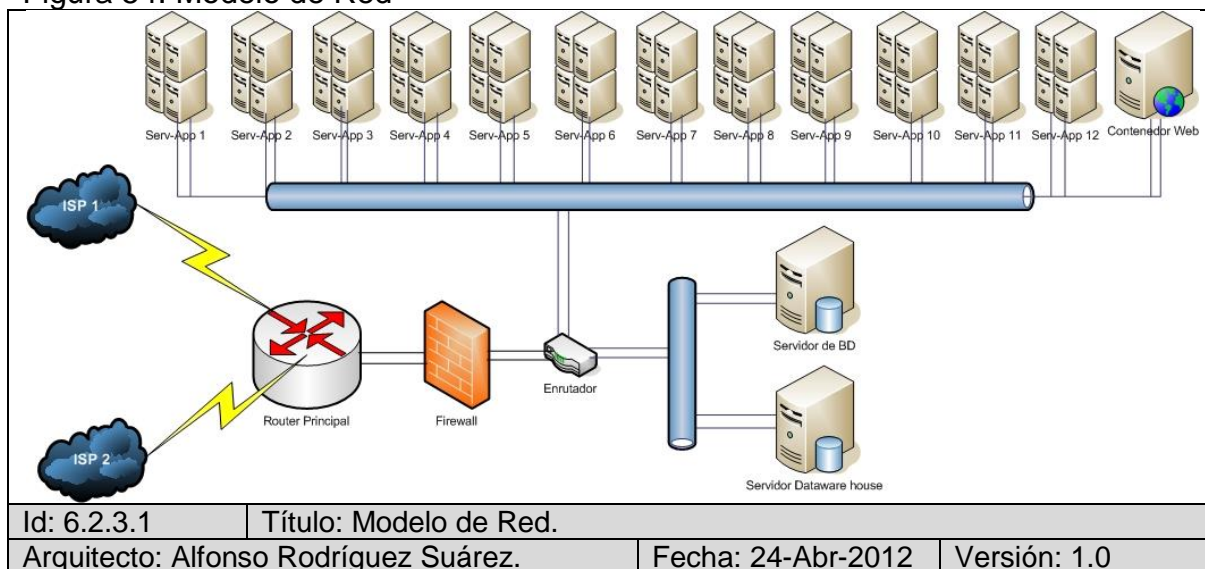 Modelo de Red
Serv-App 1 Serv-App 2 Serv-App 3 Serv-App 4 Serv-App 5 Serv-App 6 Serv-App 7 Serv-App 8 Serv-App 9 Serv-App 10 Serv-App 11 Serv-App 12 Contenedor Web
ISP 1
Servidor de BD
Enrutador
Router Principal Firewall
ISP 2
Servidor Dataware house
Id: 6.2.3.1 Título: Modelo de Red.
Arquitecto: Alfonso Rodríguez Suárez. Fecha: 24-Abr-2012 Versión: 1.0